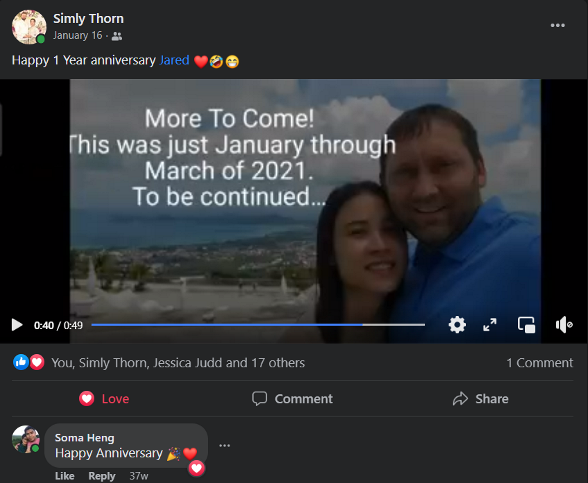 Simly Thorn
January 16 ·
Happy 1 Year anniversary Jared ❤️🤣😁
More To Come!
This was just January through
March of 2021.
To be continued...
0:40 / 0:49
You, Simly Thorn, Jessica Judd and 17 others
1 Comment
Love
Comment
Share
Soma Heng
Happy Anniversary 🎉❤️
Like Reply 37w